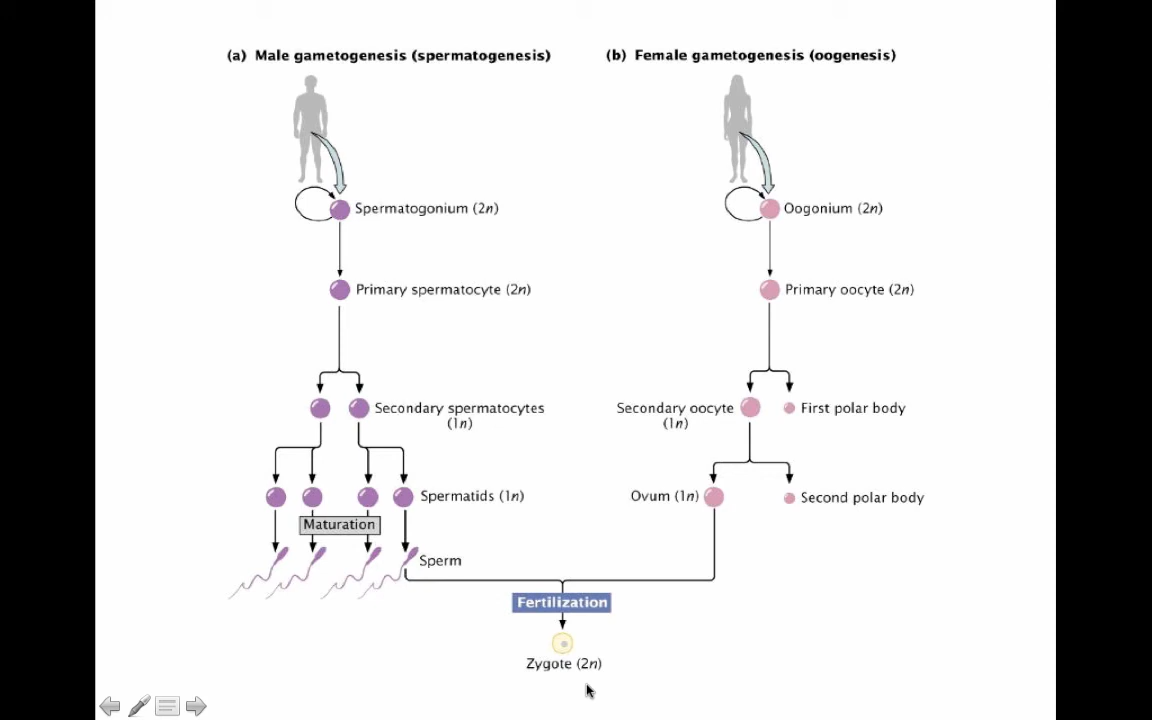 (a) Male gametogenesis (spermatogenesis)
Spermatogonium (2n)
Primary spermatocyte (2n)
Secondary spermatocytes
(1n)
Spermatids (1n)
Maturation
Sperm
(b) Female gametogenesis (oogenesis)
Oogonium (2n)
Primary oocyte (2n)
Secondary oocyte
(1n)
First polar body
Ovum (1n)
Second polar body
Fertilization
Zygote (2n)